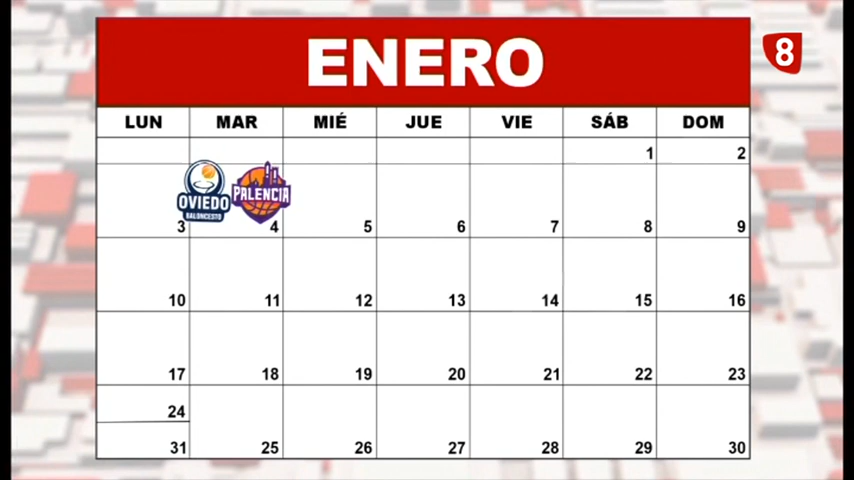 ENERO
8
LUN MAR MIÉ JUE VIE SÁB DOM
1 2
OVIEDO
BALONCESTO
PALENCIA
3 4 5 6 7 8 9
10 11 12 13 14 15 16
17 18 19 20 21 22 23
24
31 25 26 27 28 29 30